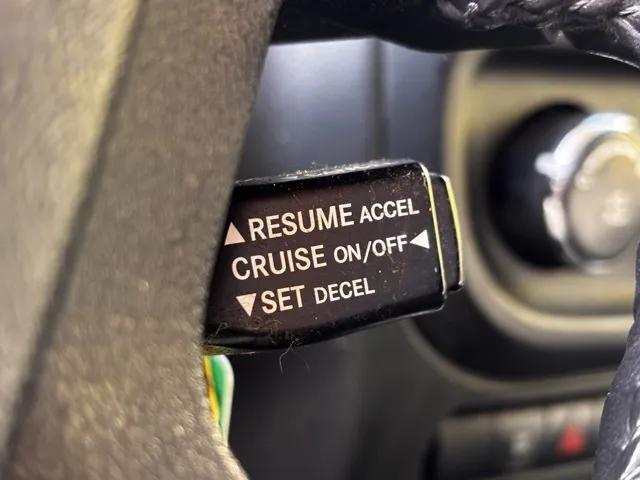 ▲RESUME ACCEL
CRUISE ON/OFF◀
▼SET DECEL